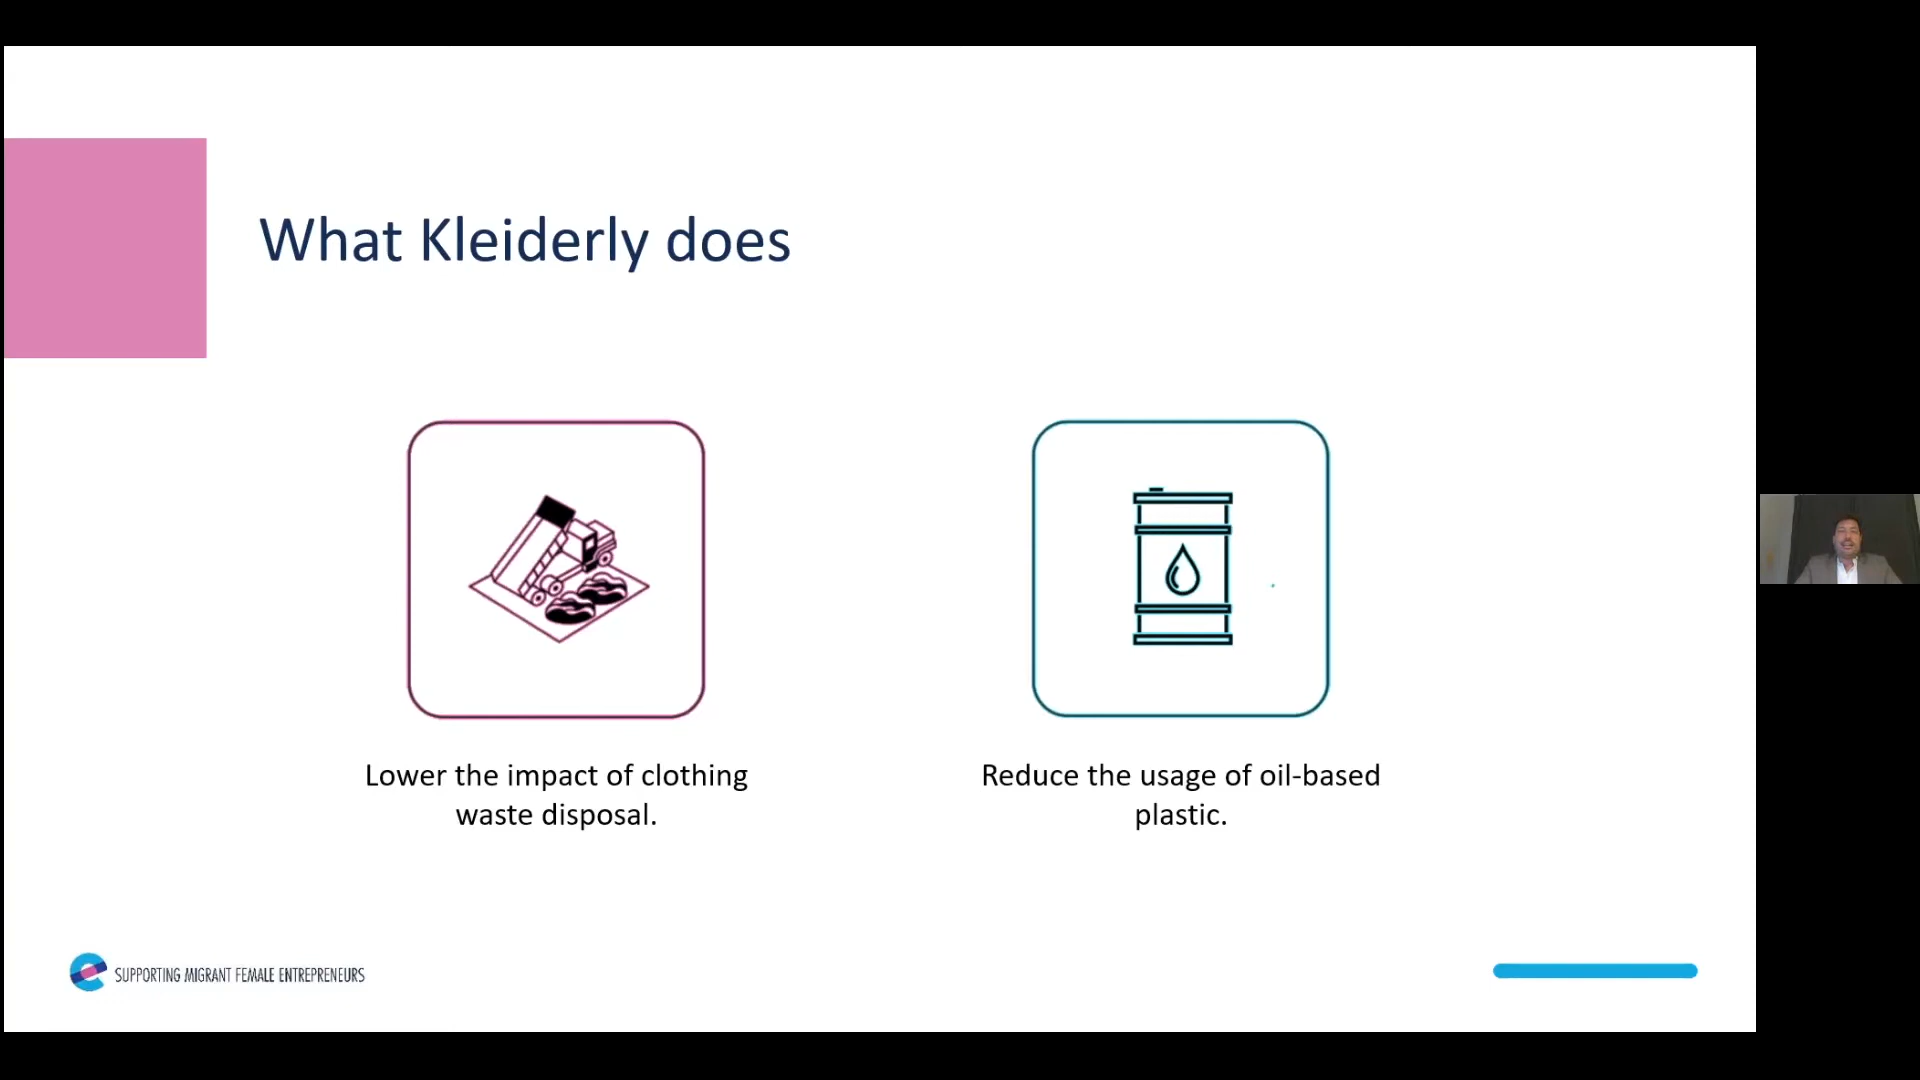 What Kleiderly does
Lower the impact of clothing
waste disposal.
Reduce the usage of oil-based
plastic.
SUPPORTING MIGRANT FEMALE ENTREPRENEURS